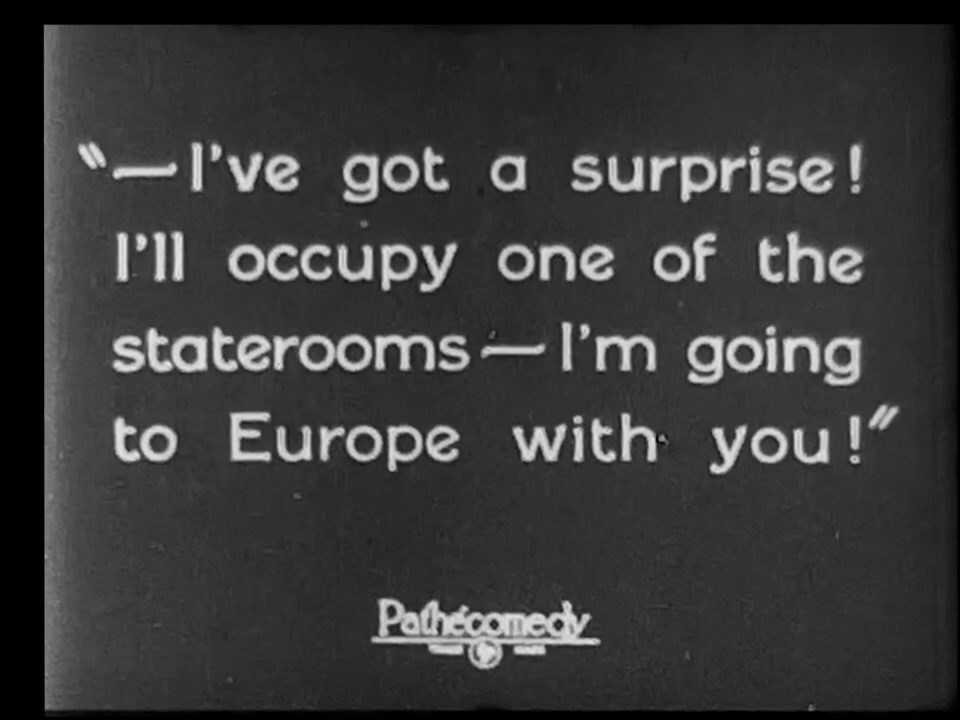 "—I've got a surprise!
I'll occupy one of the
staterooms—I'm going
to Europe with you!"
Pathécomedy